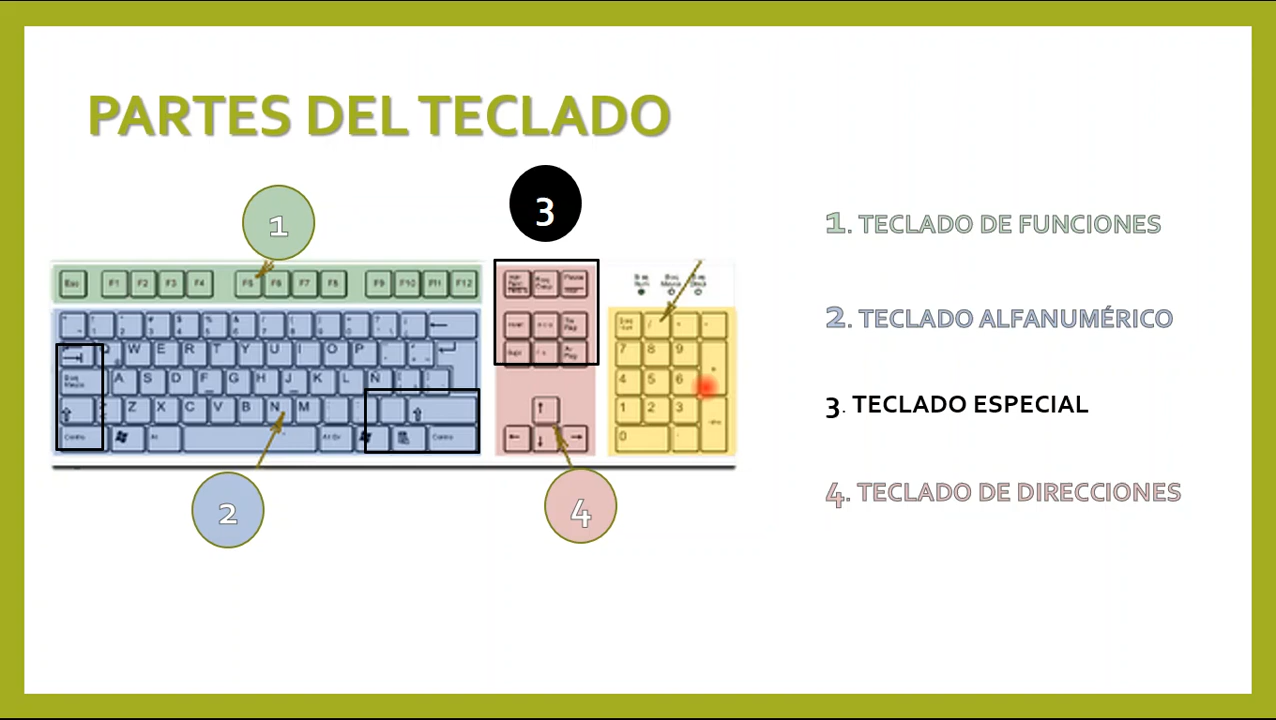 PARTES DEL TECLADO
3
1
1. TECLADO DE FUNCIONES
Esc F1 F2 F3 F4 F5 F6 F7 F8 F9 F10 F11 F12
2. TECLADO ALFANUMÉRICO
Q W E R T Y U I O P
7 8 9
A S D F G H J K L Ñ
4 5 6
3. TECLADO ESPECIAL
Z X C V B N M
1 2 3
0
2
4
4. TECLADO DE DIRECCIONES